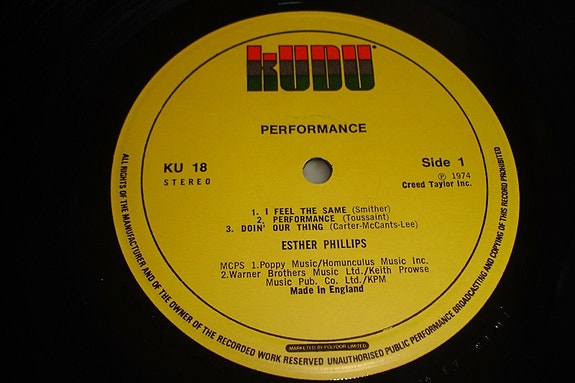 kUDU
PERFORMANCE
KU 18
STEREO
Side 1
℗ 1974
Creed Taylor Inc.
1. I FEEL THE SAME (Smither)
2. PERFORMANCE (Toussaint)
3. DOIN' OUR THING (Carter-McCants-Lee)
ESTHER PHILLIPS
MCPS 1.Poppy Music/Homunculus Music Inc.
2.Warner Brothers Music Ltd./Keith Prowse
Music Pub. Co. Ltd./KPM
Made in England
MARKETED BY POLYDOR LIMITED
ALL RIGHTS OF THE MANUFACTURER AND OF THE OWNER OF THE RECORDED WORK RESERVED UNAUTHORISED PUBLIC PERFORMANCE BROADCASTING AND COPYING OF THIS RECORD PROHIBITED